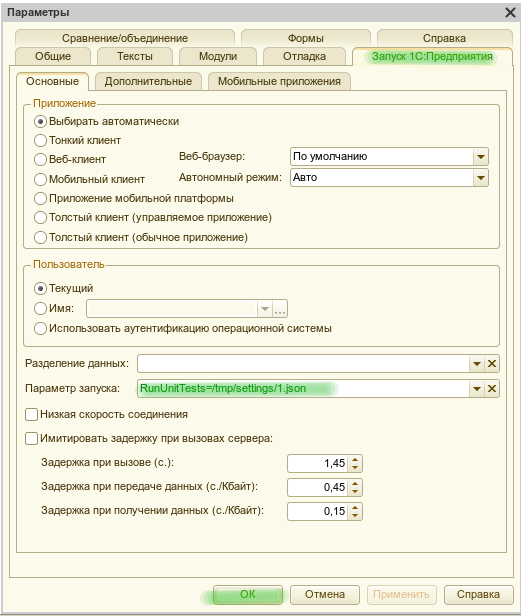 Параметры
Сравнение/объединение Формы Справка
Общие Тексты Модули Отладка Запуск 1С:Предприятия
Основные Дополнительные Мобильные приложения
Приложение
Выбирать автоматически
Тонкий клиент
Веб-клиент Веб-браузер: По умолчанию
Мобильный клиент Автономный режим: Авто
Приложение мобильной платформы
Толстый клиент (управляемое приложение)
Толстый клиент (обычное приложение)
Пользователь
Текущий
Имя: ...
Использовать аутентификацию операционной системы
Разделение данных:
Параметр запуска: RunUnitTests=/tmp/settings/1.json
Низкая скорость соединения
Имитировать задержку при вызовах сервера:
Задержка при вызове (с.): 1,45
Задержка при передаче данных (с./Кбайт): 0,45
Задержка при получении данных (с./Кбайт): 0,15
ОК Отмена Применить Справка